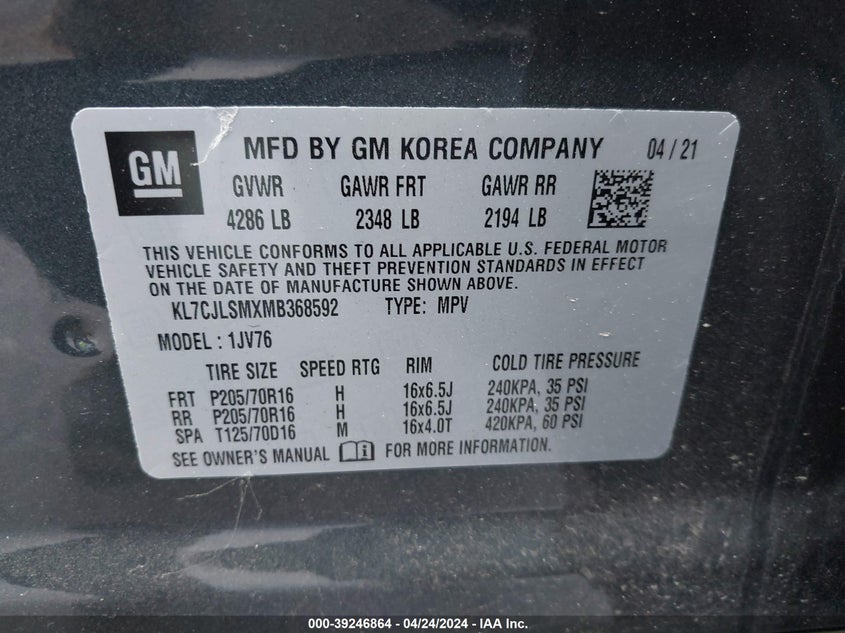 GM
MFD BY GM KOREA COMPANY 04 / 21
GVWR GAWR FRT GAWR RR
4286 LB 2348 LB 2194 LB
THIS VEHICLE CONFORMS TO ALL APPLICABLE U.S. FEDERAL MOTOR
VEHICLE SAFETY AND THEFT PREVENTION STANDARDS IN EFFECT
ON THE DATE OF MANUFACTURE SHOWN ABOVE.
KL7CJLSMXMB368592 TYPE: MPV
MODEL : 1JV76
TIRE SIZE SPEED RTG RIM COLD TIRE PRESSURE
FRT P205/70R16 H 16x6.5J 240KPA, 35 PSI
RR P205/70R16 H 16x6.5J 240KPA, 35 PSI
SPA T125/70D16 M 16x4.0T 420KPA, 60 PSI
SEE OWNER'S MANUAL FOR MORE INFORMATION.
000-39246864 - 04/24/2024 - IAA Inc.